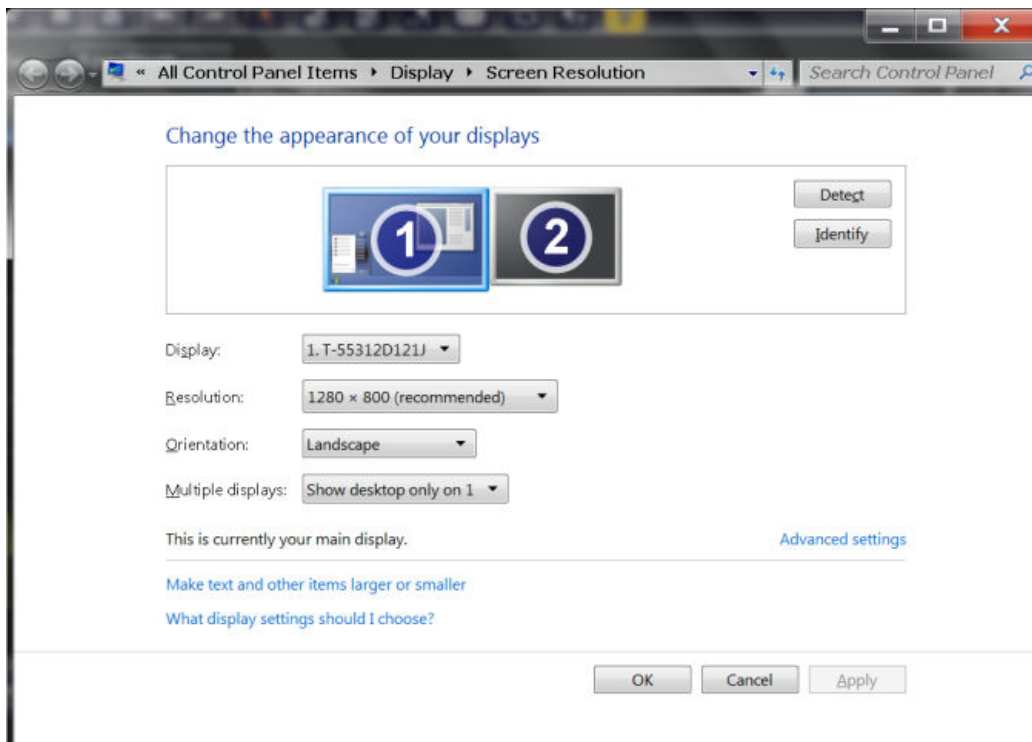 « All Control Panel Items ▸ Display ▸ Screen Resolution Search Control Panel
Change the appearance of your displays
1 2
Detect
Identify
Display: 1. T-55312D121J
Resolution: 1280 × 800 (recommended)
Orientation: Landscape
Multiple displays: Show desktop only on 1
This is currently your main display. Advanced settings
Make text and other items larger or smaller
What display settings should I choose?
OK Cancel Apply